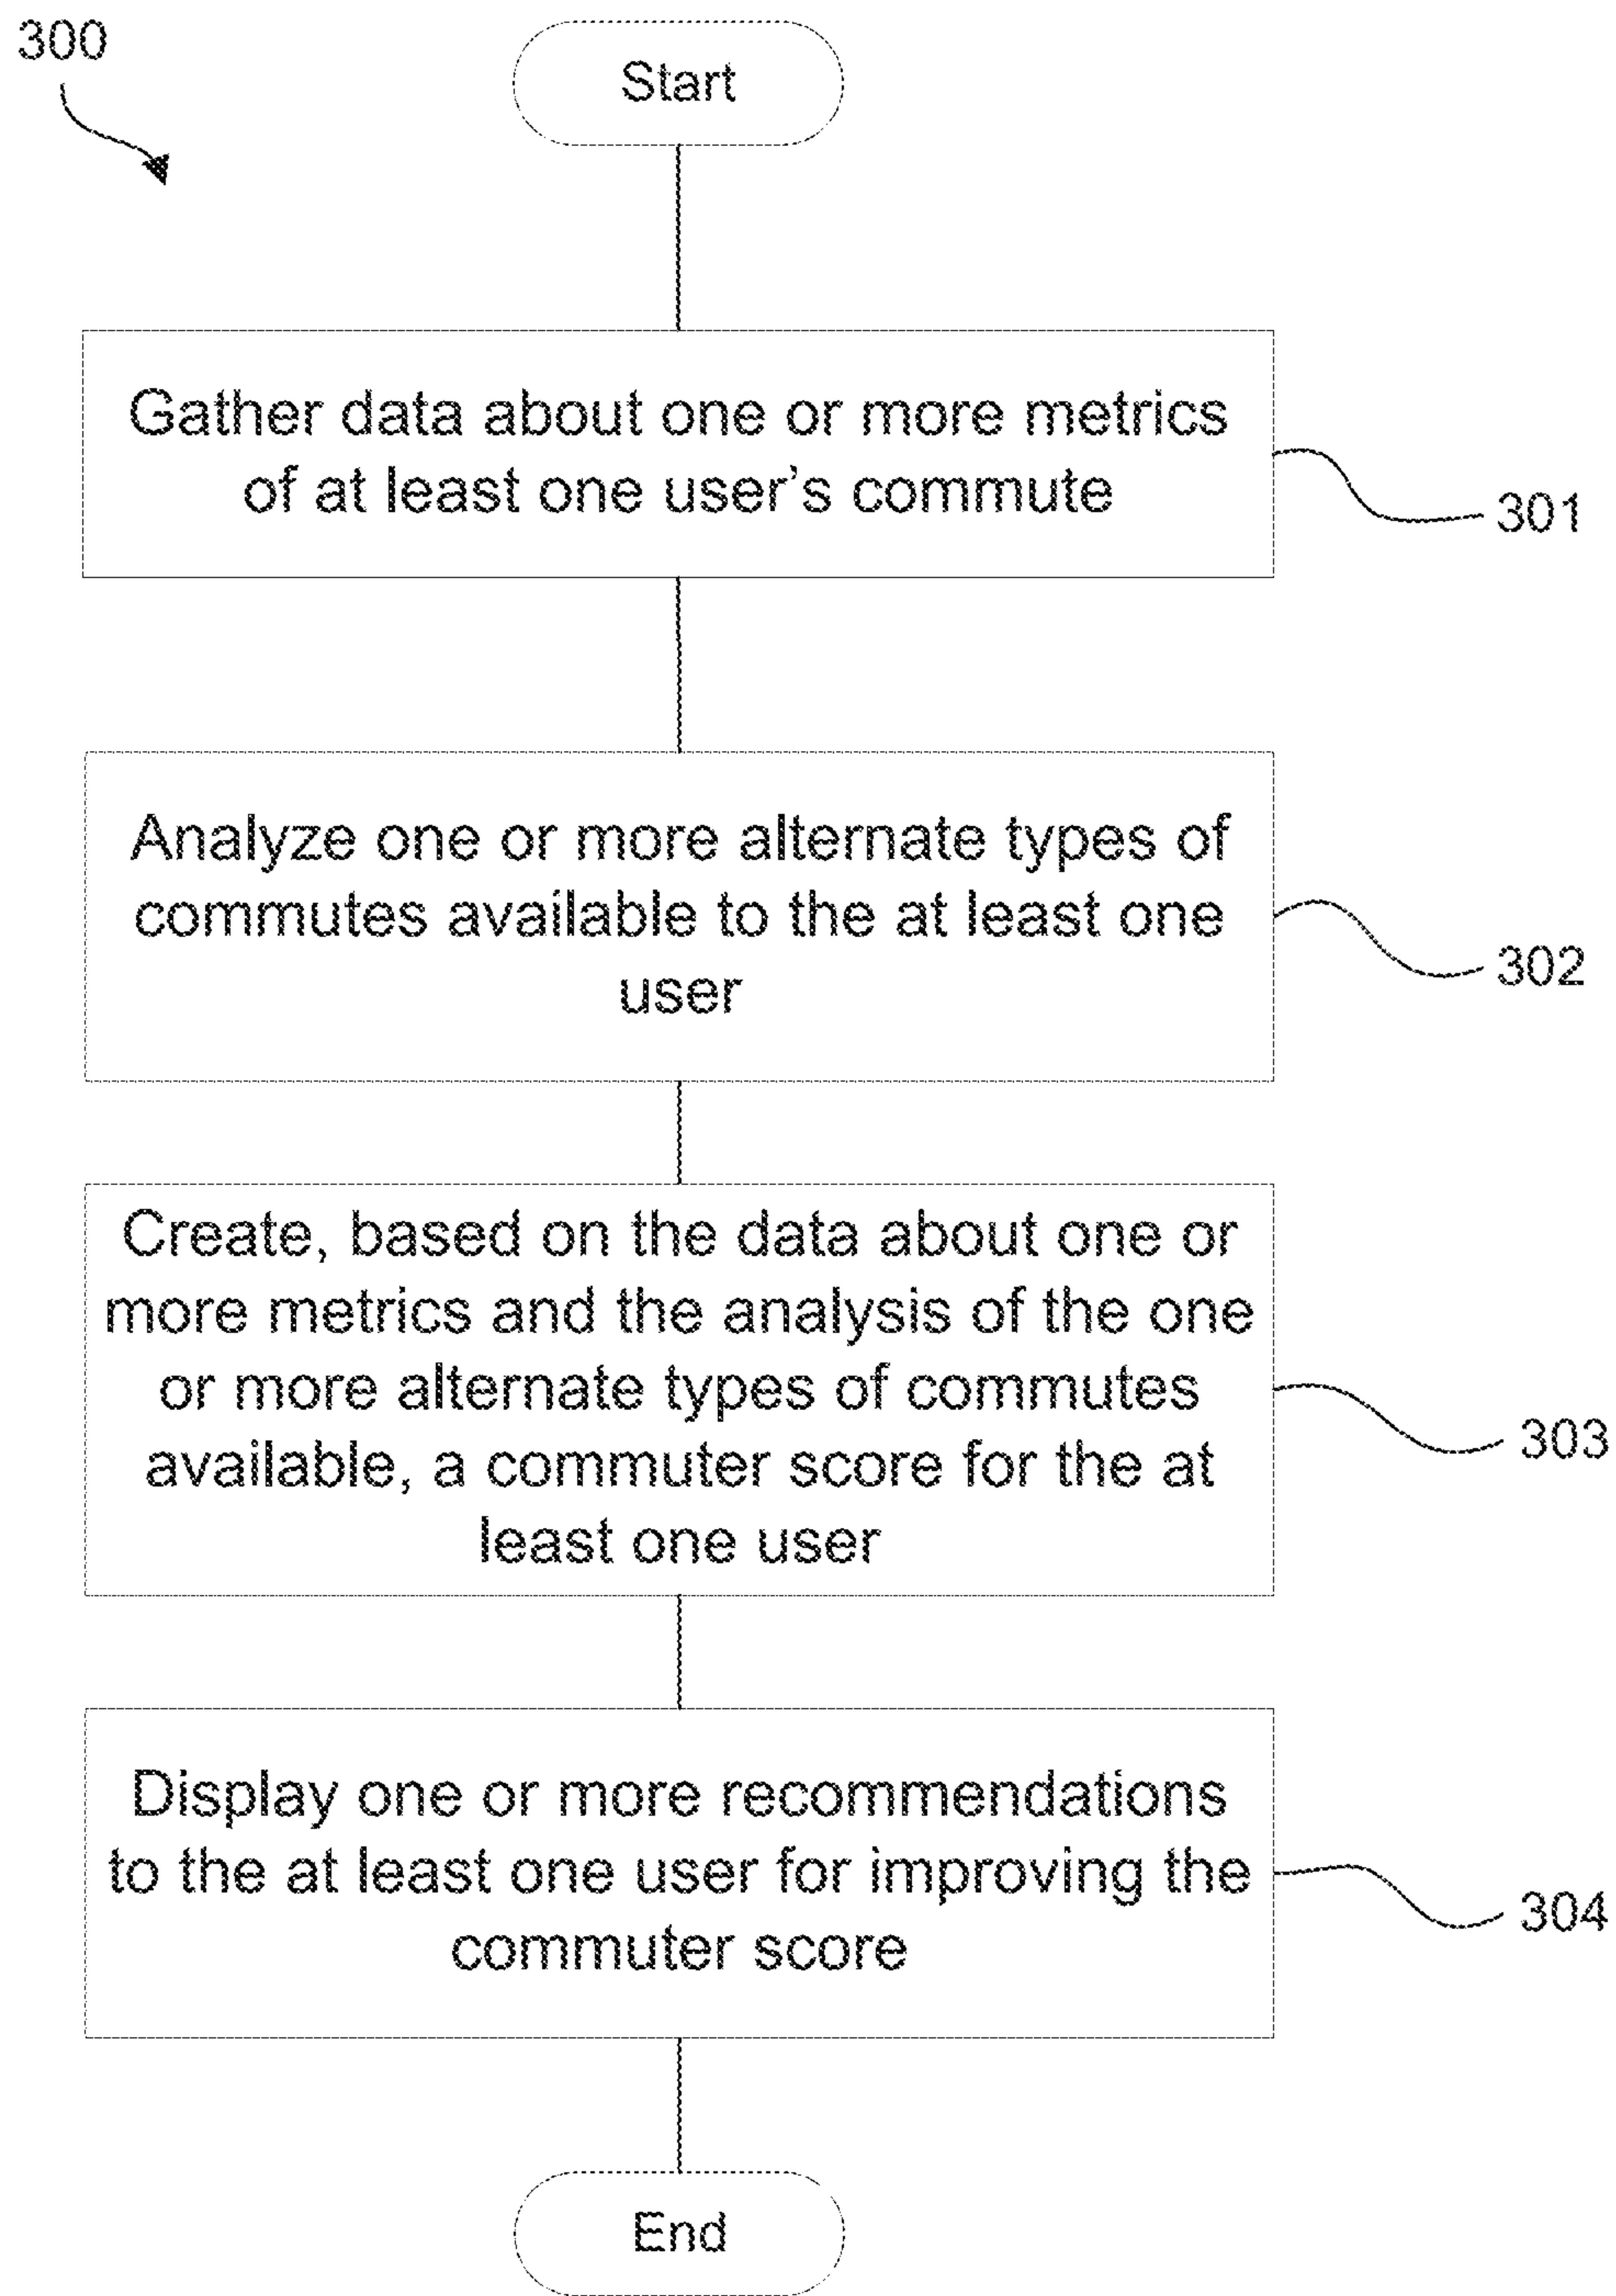 300
Start
Gather data about one or more metrics
of at least one user's commute
301
Analyze one or more alternate types of
commutes available to the at least one
user
302
Create, based on the data about one or
more metrics and the analysis of the one
or more alternate types of commutes
available, a commuter score for the at
least one user
303
Display one or more recommendations
to the at least one user for improving the
commuter score
304
End